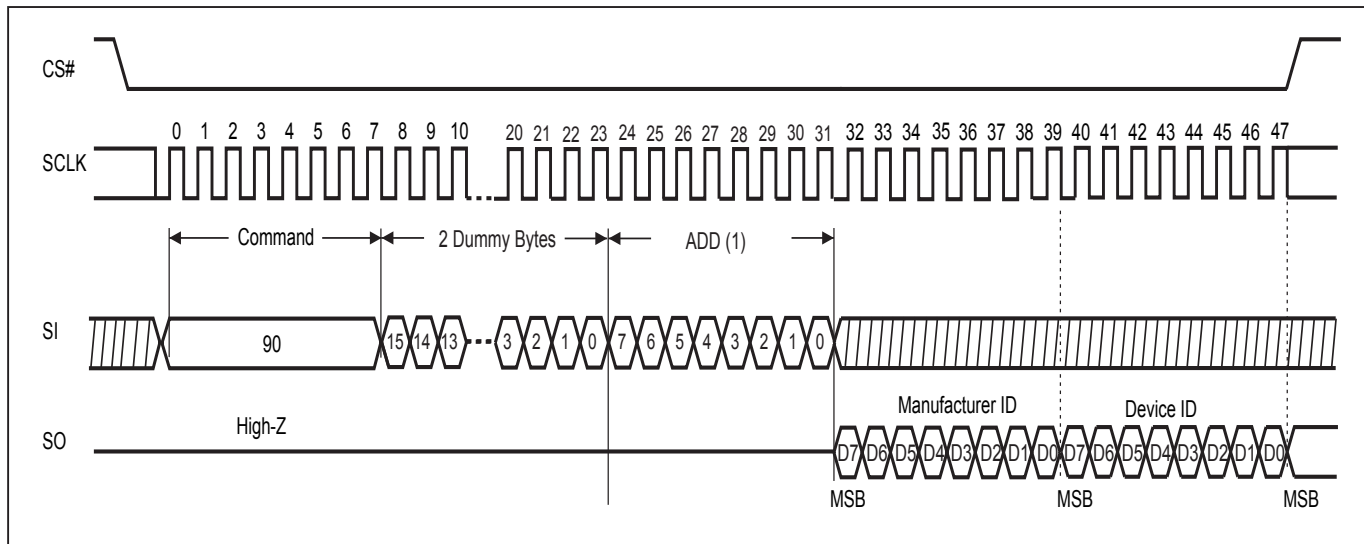 CS#
0 1 2 3 4 5 6 7 8 9 10 20 21 22 23 24 25 26 27 28 29 30 31 32 33 34 35 36 37 38 39 40 41 42 43 44 45 46 47
SCLK
Command 2 Dummy Bytes ADD (1)
SI
90 15 14 13 3 2 1 0 7 6 5 4 3 2 1 0
Manufacturer ID Device ID
High-Z
SO
D7 D6 D5 D4 D3 D2 D1 D0 D7 D6 D5 D4 D3 D2 D1 D0
MSB MSB MSB